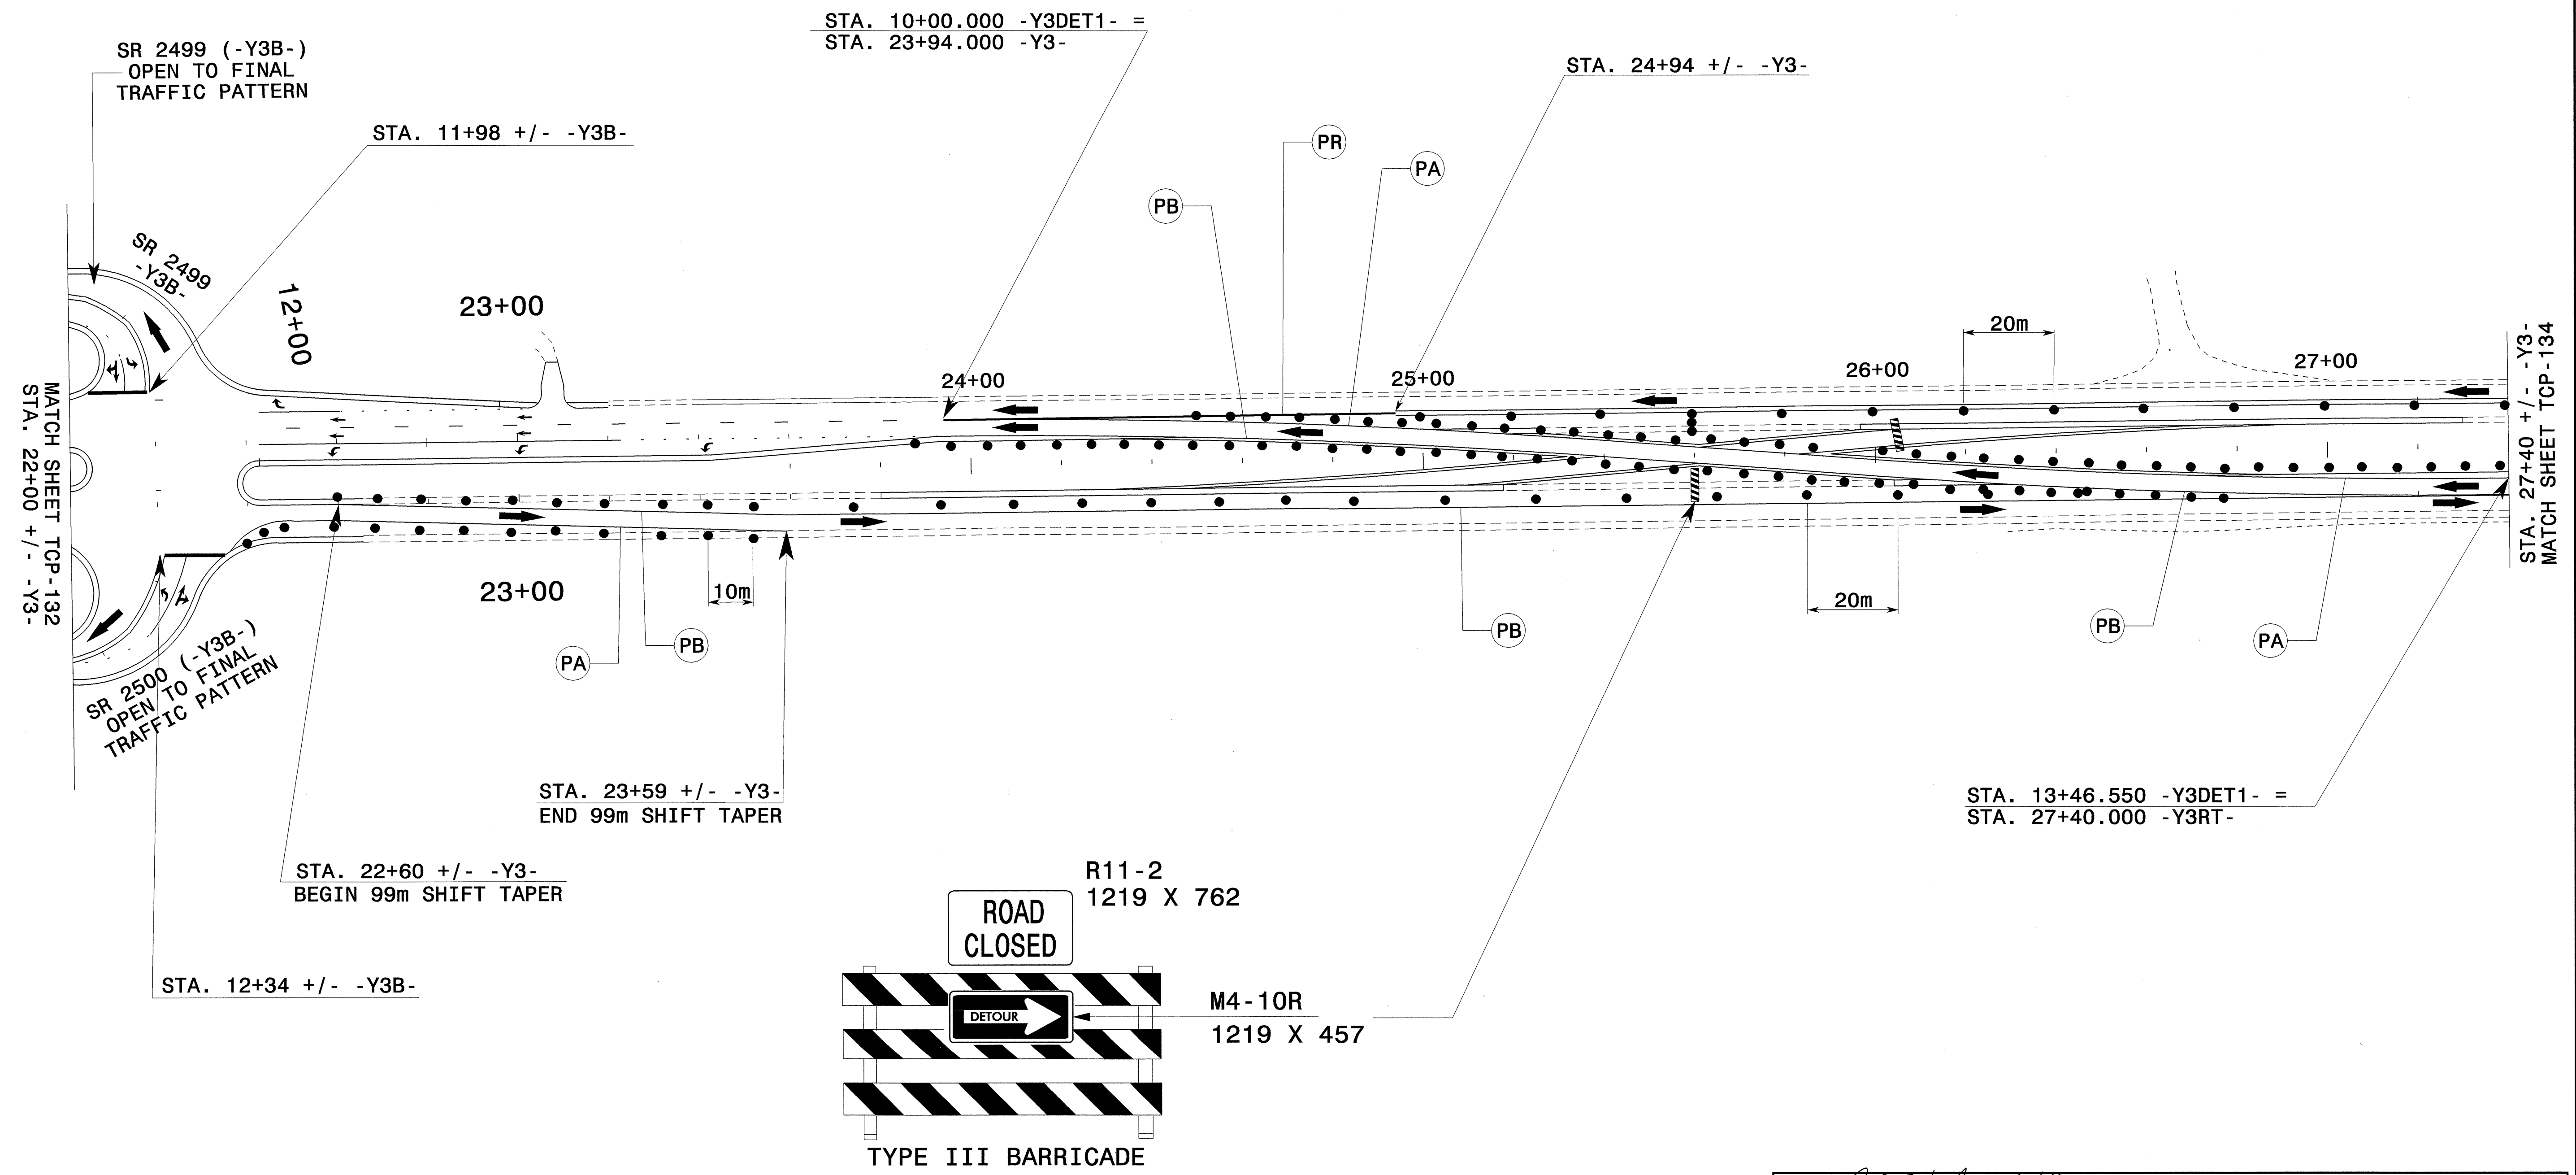 STA. 10+00.000 -Y3DET1- =
STA. 23+94.000 -Y3-
SR 2499 (-Y3B-)
OPEN TO FINAL
TRAFFIC PATTERN
STA. 24+94 +/- -Y3-
STA. 11+98 +/- -Y3B-
PR
PA
PB
SR 2499
-Y3B-
12+00
23+00
20m
24+00
25+00
26+00
27+00
MATCH SHEET TCP-132
STA. 22+00 +/- -Y3-
STA. 27+40 +/- -Y3-
MATCH SHEET TCP-134
23+00
10m
20m
PA
PB
PB
PB
PA
SR 2500 (-Y3B-)
OPEN TO FINAL
TRAFFIC PATTERN
STA. 23+59 +/- -Y3-
END 99m SHIFT TAPER
STA. 13+46.550 -Y3DET1- =
STA. 27+40.000 -Y3RT-
STA. 22+60 +/- -Y3-
BEGIN 99m SHIFT TAPER
R11-2
1219 X 762
ROAD
CLOSED
STA. 12+34 +/- -Y3B-
M4-10R
DETOUR
1219 X 457
TYPE III BARRICADE